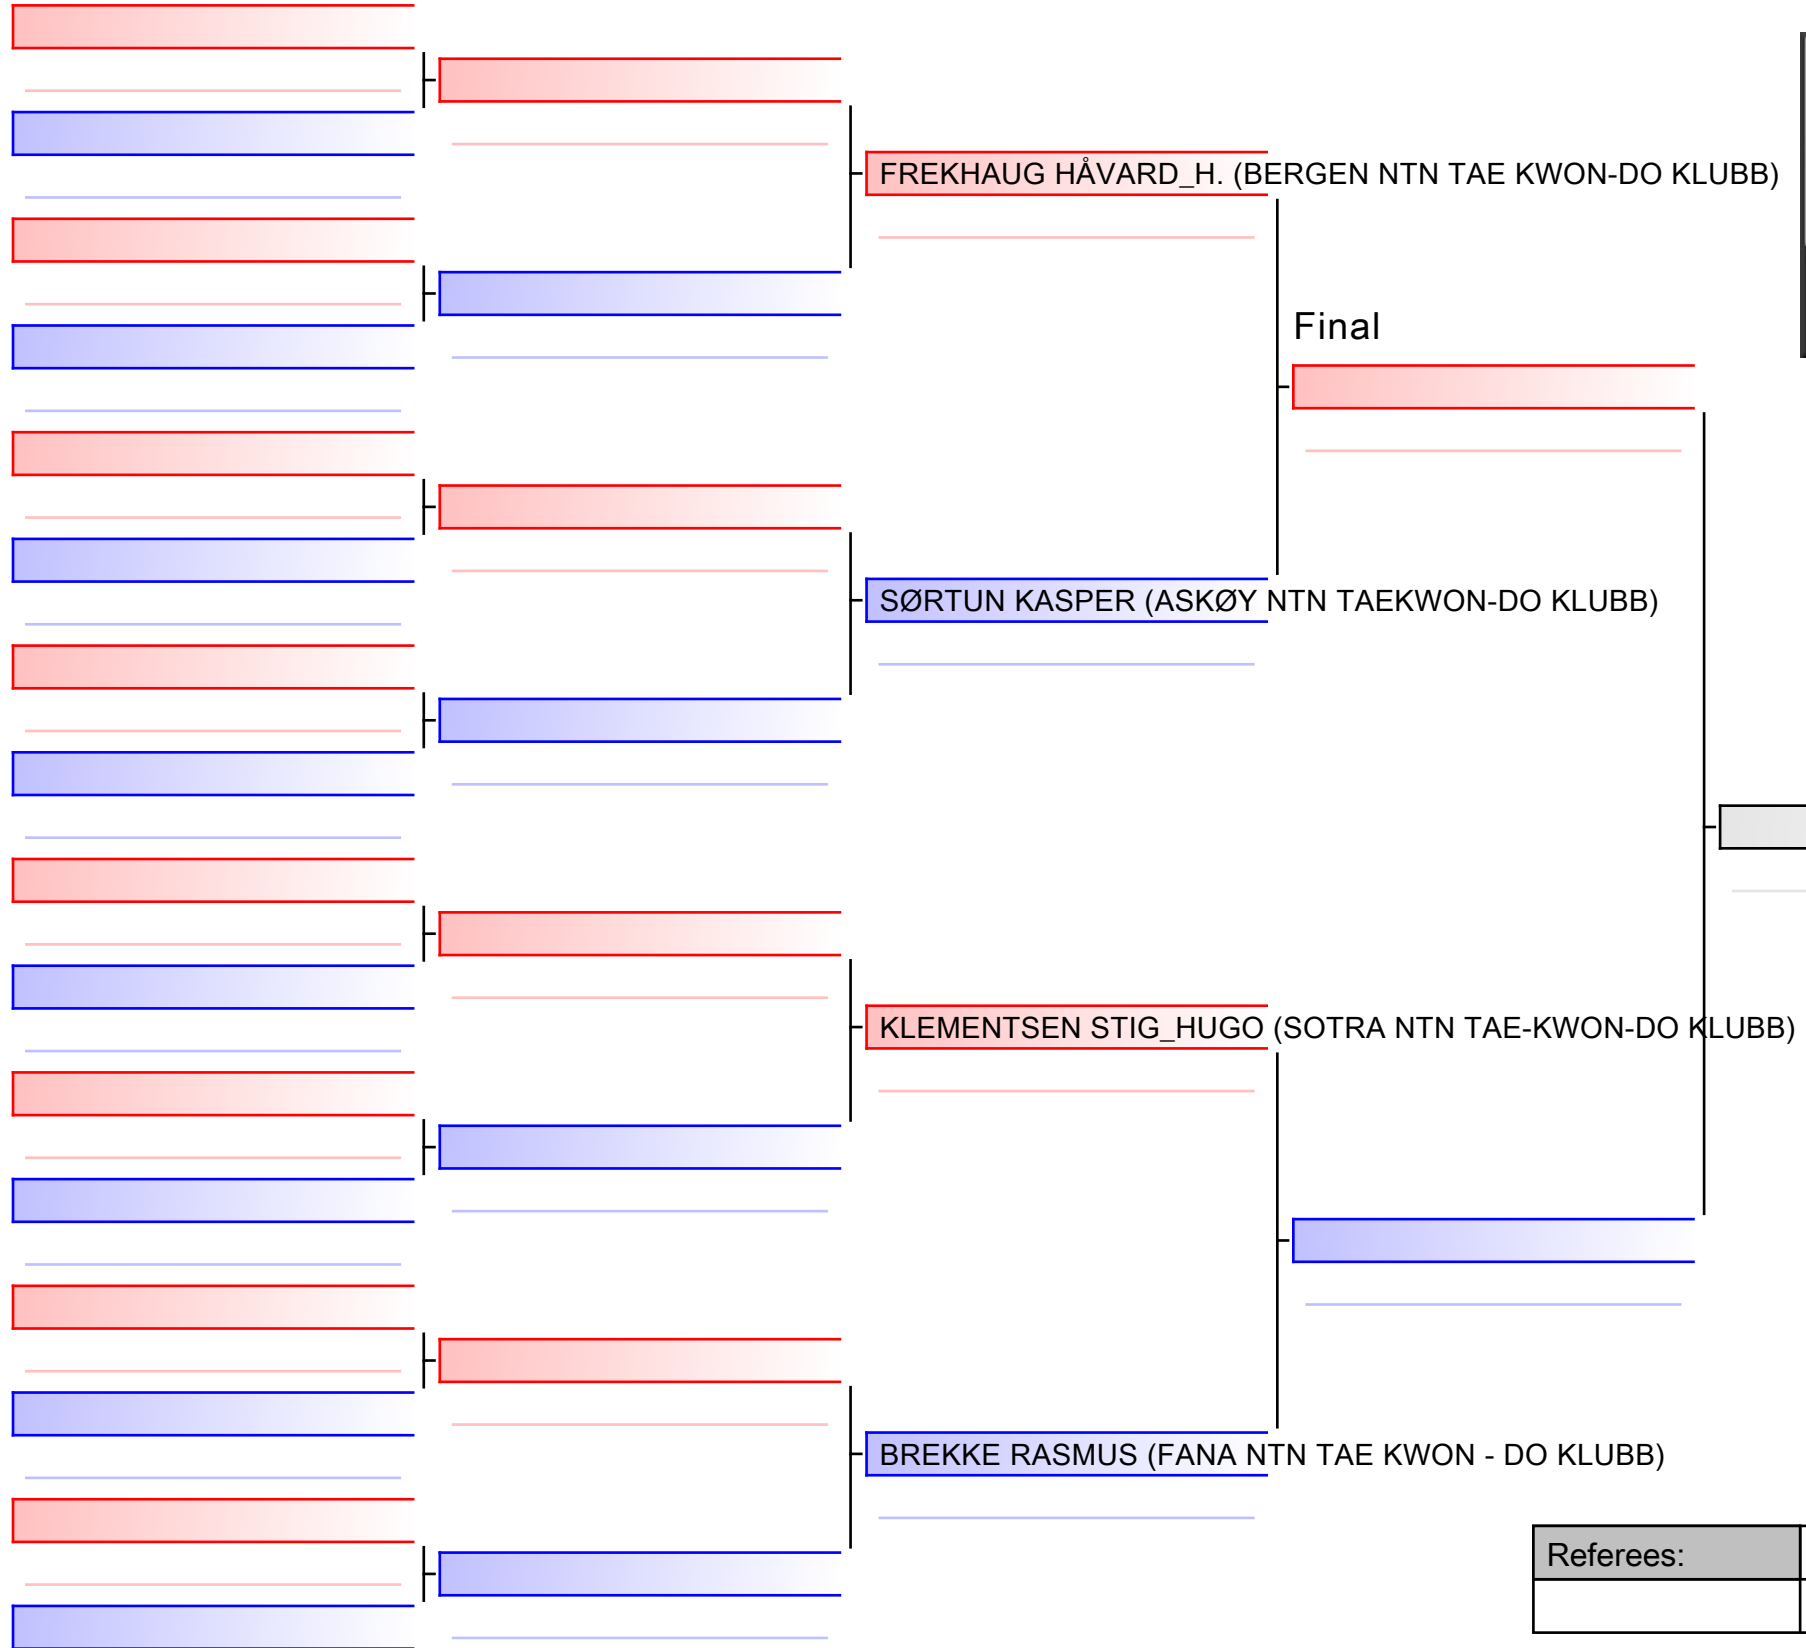 FREKHAUG HÅVARD_H. (BERGEN NTN TAE KWON-DO KLUBB)
Final
SØRTUN KASPER (ASKØY NTN TAEKWON-DO KLUBB)
KLEMENTSEN STIG_HUGO (SOTRA NTN TAE-KWON-DO KLUBB)
BREKKE RASMUS (FANA NTN TAE KWON - DO KLUBB)
Referees: